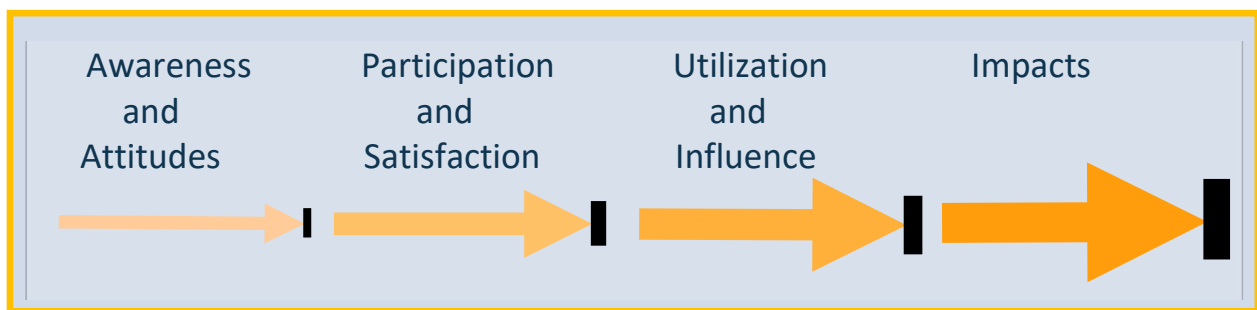 Awareness
and
Attitudes
Participation
and
Satisfaction
Utilization
and
Influence
Impacts